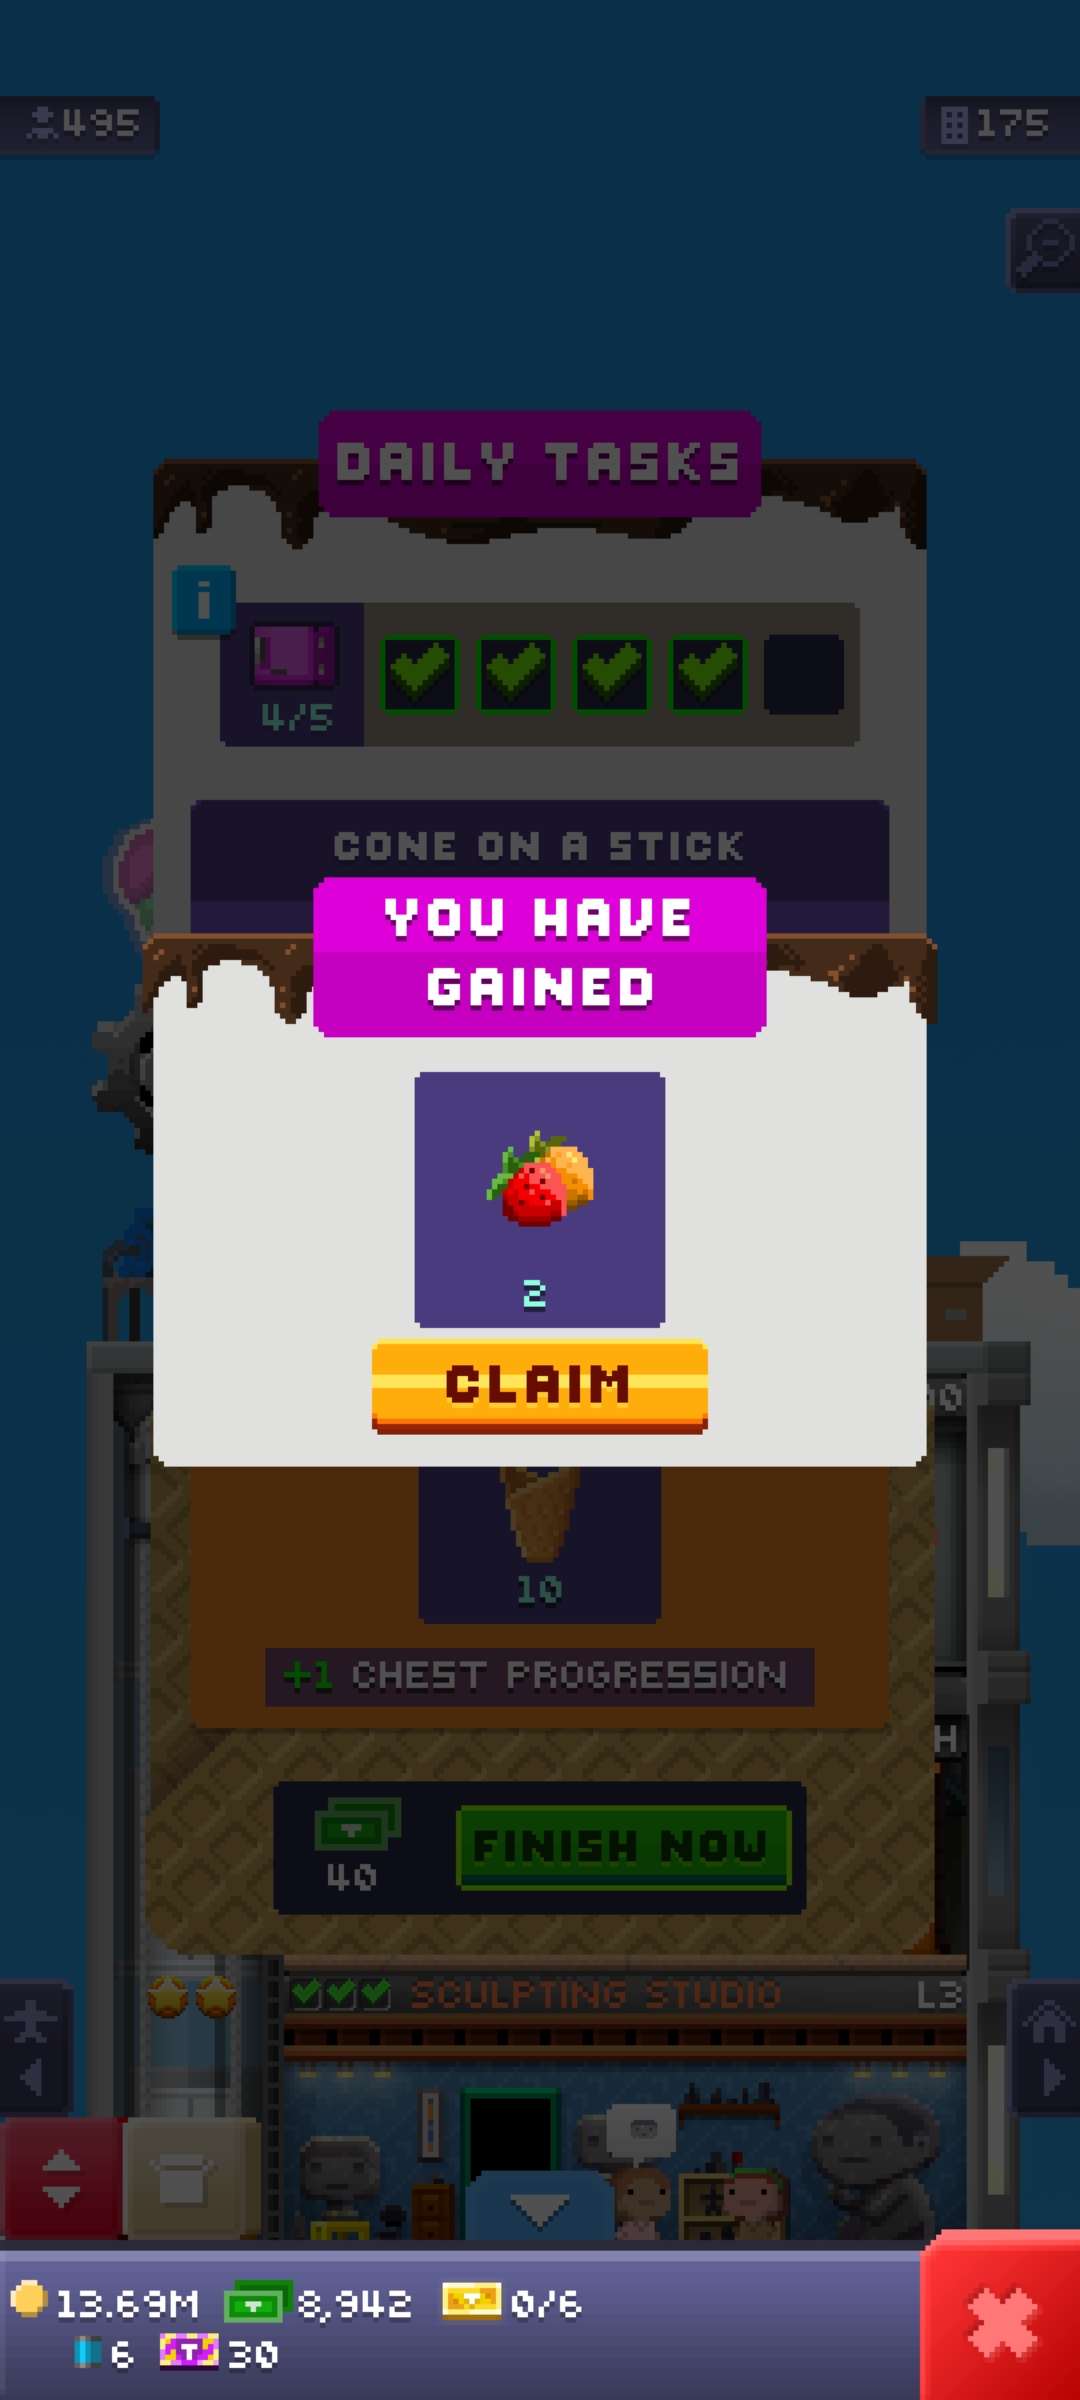 495
175
DAILY TASKS
i
4/5
CONE ON A STICK
YOU HAVE
GAINED
2
CLAIM
10
+1 CHEST PROGRESSION
40
FINISH NOW
SCULPTING STUDIO
L3
13.69M
8,942
0/6
6
30